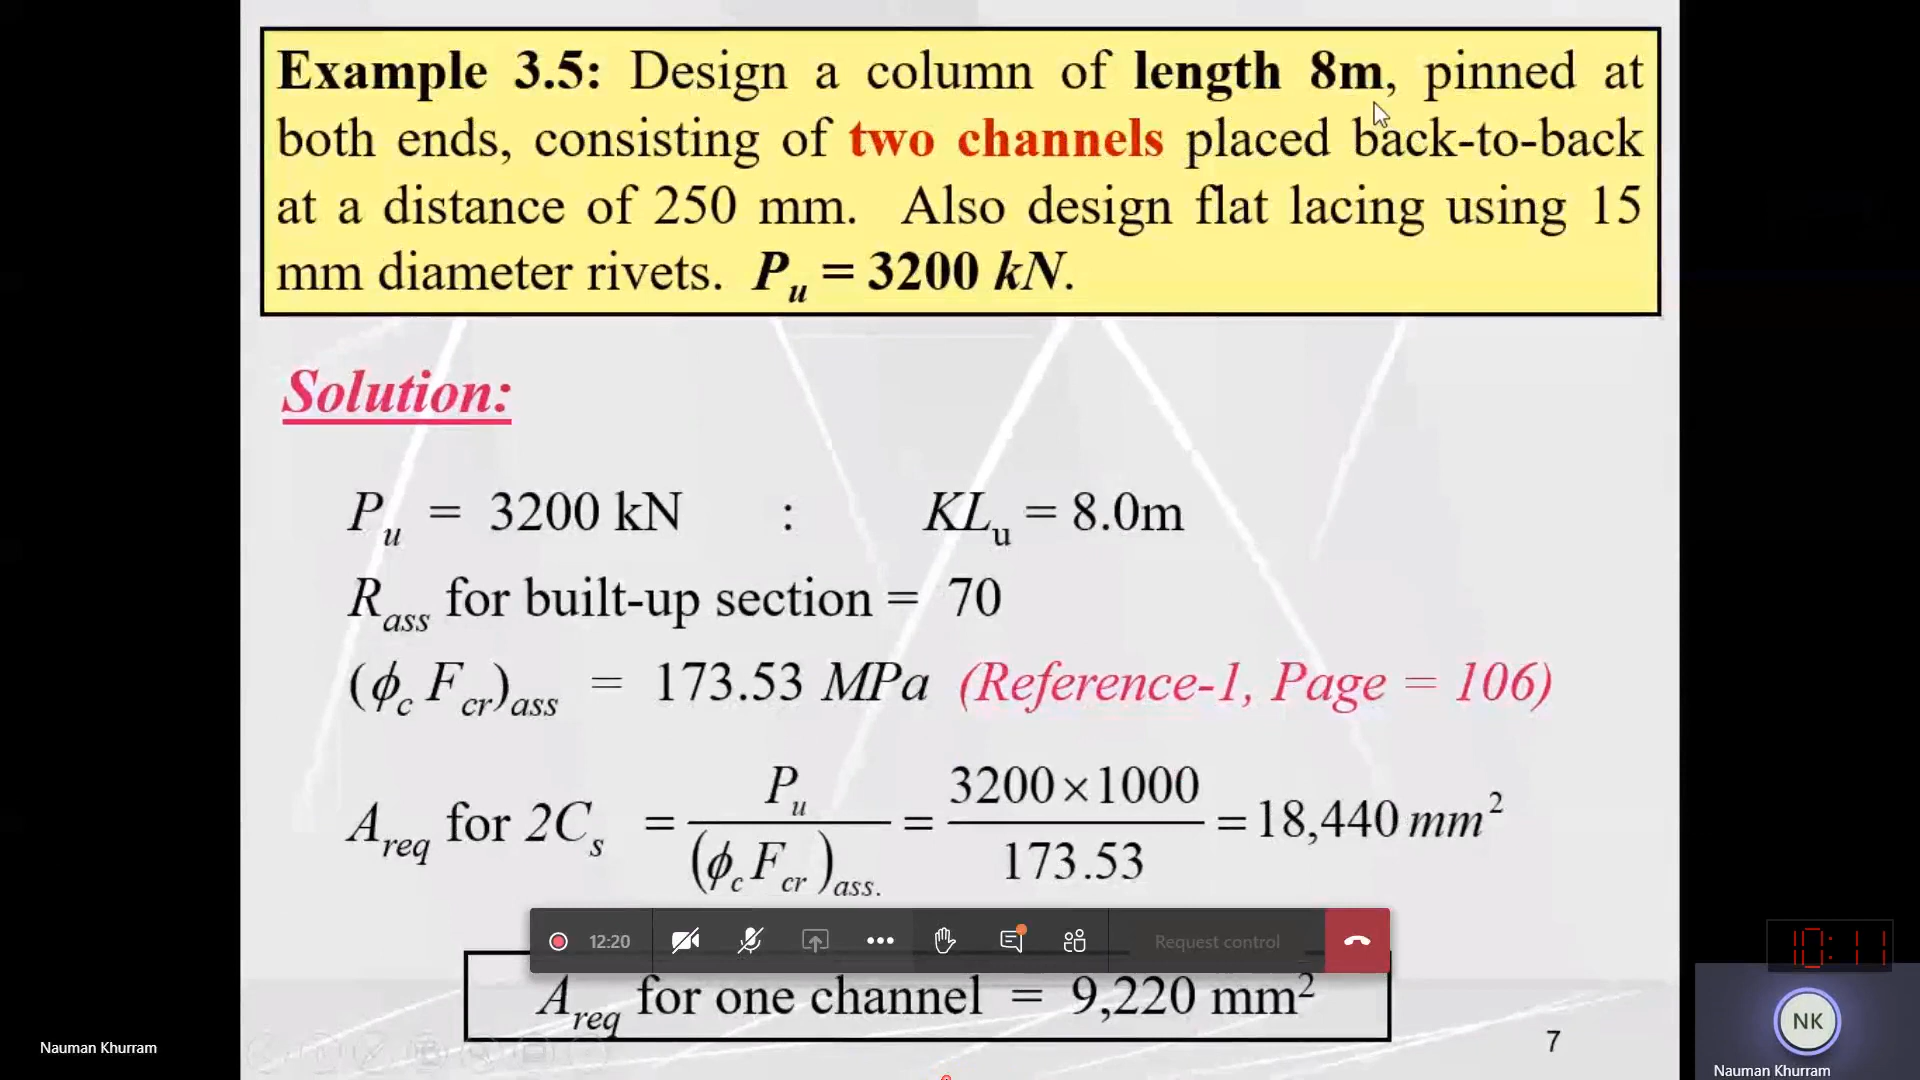 Example 3.5: Design a column of length 8m, pinned at
both ends, consisting of two channels placed back-to-back
at a distance of 250 mm. Also design flat lacing using 15
mm diameter rivets. Pu = 3200 kN.
Solution:
Pu = 3200 kN : KLu = 8.0m
Rass for built-up section = 70
(ϕc Fcr)ass = 173.53 MPa (Reference-1, Page = 106)
Areq for 2Cs = Pu / (ϕc Fcr)ass. = 3200×1000 / 173.53 = 18,440 mm²
12:20 Request control
Areq for one channel = 9,220 mm²
7
10:11
NK
Nauman Khurram
Nauman Khurram